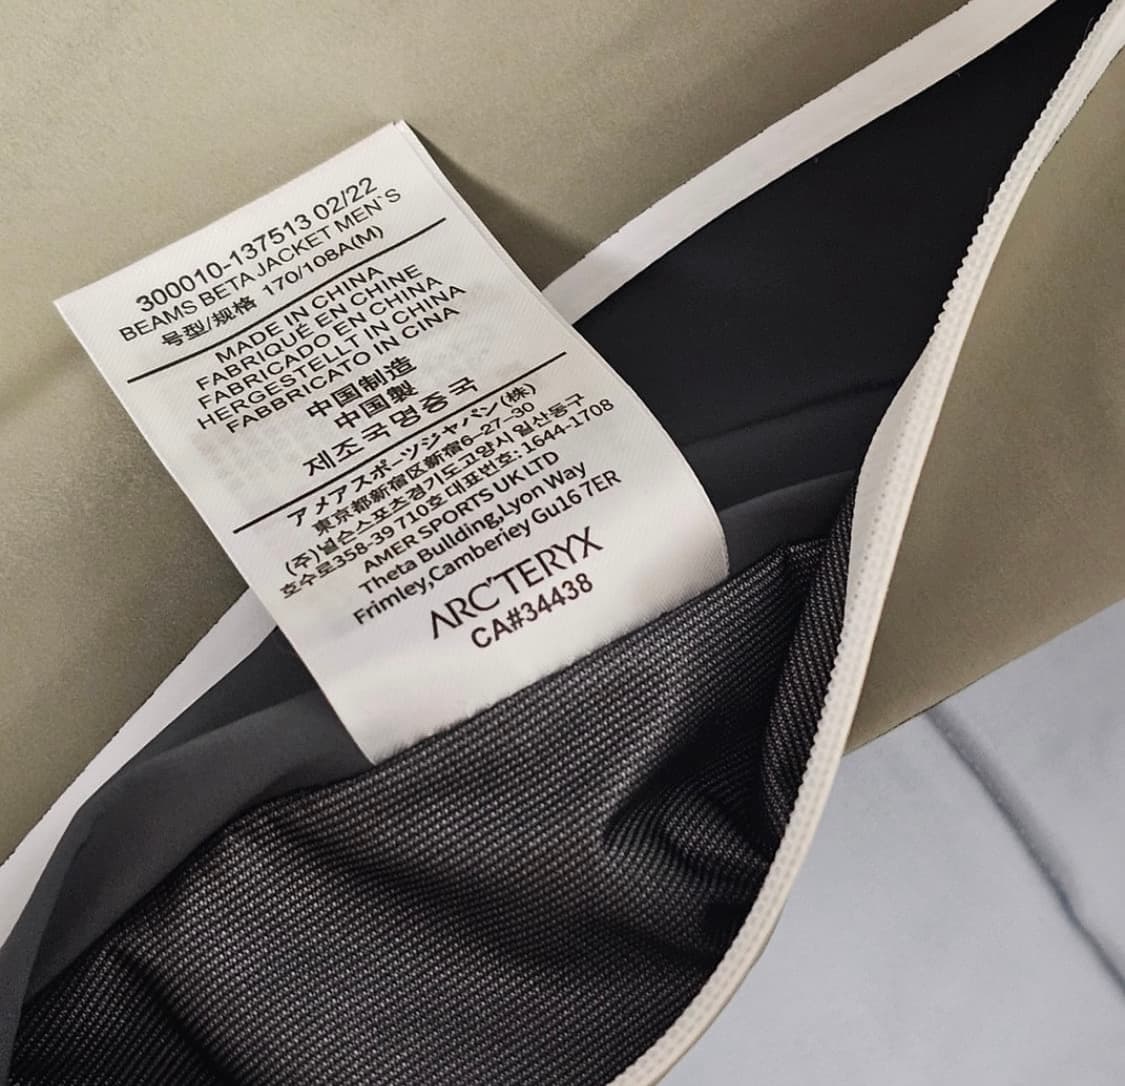 300010-137513 02/22
BEAMS BETA JACKET MEN`S
号型/规格 170/108A(M)
MADE IN CHINA
FABRIQUÉ EN CHINE
FABRICADO EN CHINA
HERGESTELLT IN CHINA
FABBRICATO IN CINA
中国制造
中国製
제조국명중국
アメアスポーツジャパン(株)
東京都新宿区新宿6-27-30
(주)넬슨스포츠경기도고양시 일산동구
호수로358-39 710호대표번호: 1644-1708
AMER SPORTS UK LTD
Theta Building,Lyon Way
Frimley,Camberiey Gu16 7ER
ARC'TERYX
CA#34438